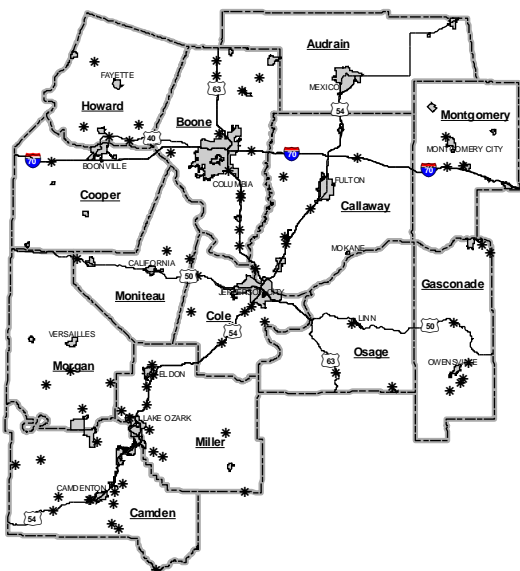 Audrain
FAYETTE
63
MEXICO
Howard
54
Montgomery
Boone
40
MONTGOMERY CITY
70
BOONVILLE
70
70
COLUMBIA
FULTON
Cooper
Callaway
MOKANE
CALIFORNIA
50
Gasconade
Moniteau
JEFFERSON CITY
Cole
LINN
50
VERSAILLES
54
Osage
Morgan
63
OWENSVILLE
ELDON
LAKE OZARK
Miller
CAMDENTON
54
Camden